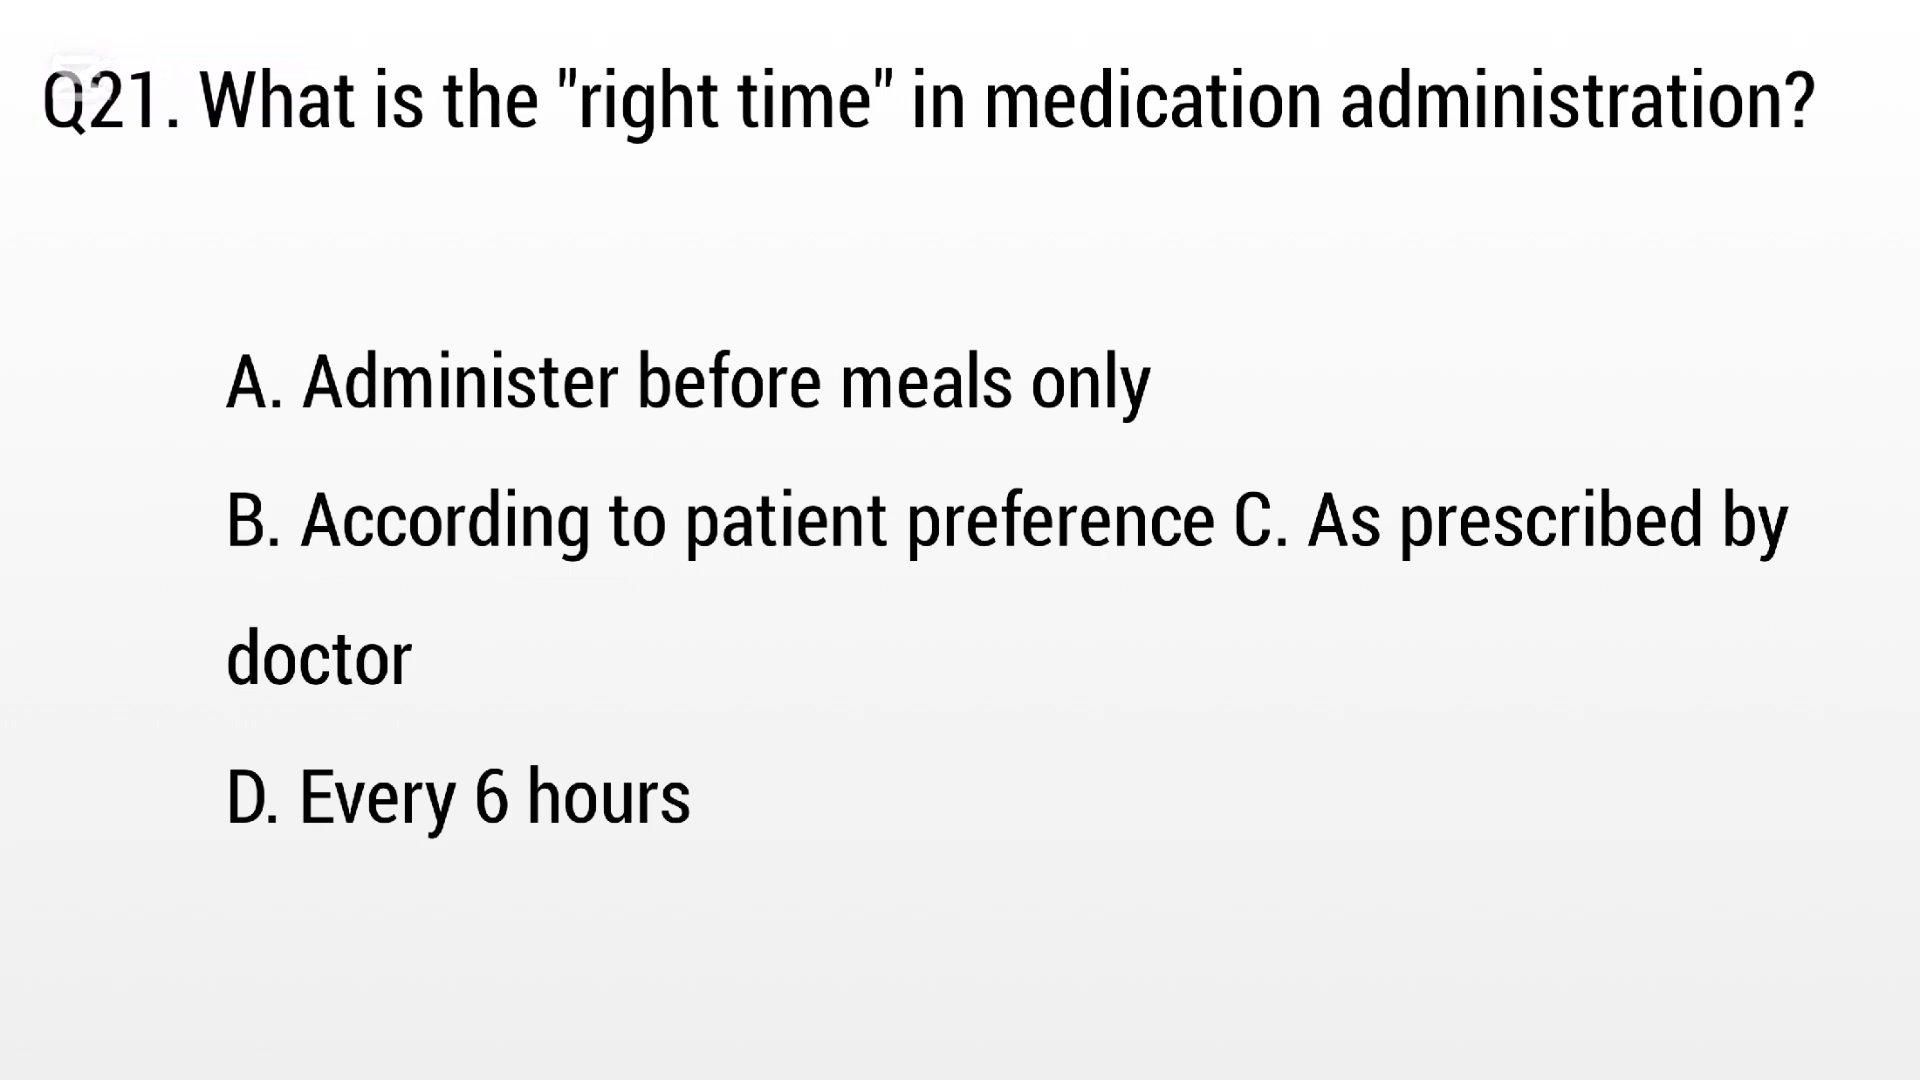 Q21. What is the "right time" in medication administration?
A. Administer before meals only
B. According to patient preference C. As prescribed by
doctor
D. Every 6 hours